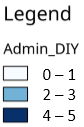 Legend
Admin_DIY
0 – 1
2 – 3
4 – 5